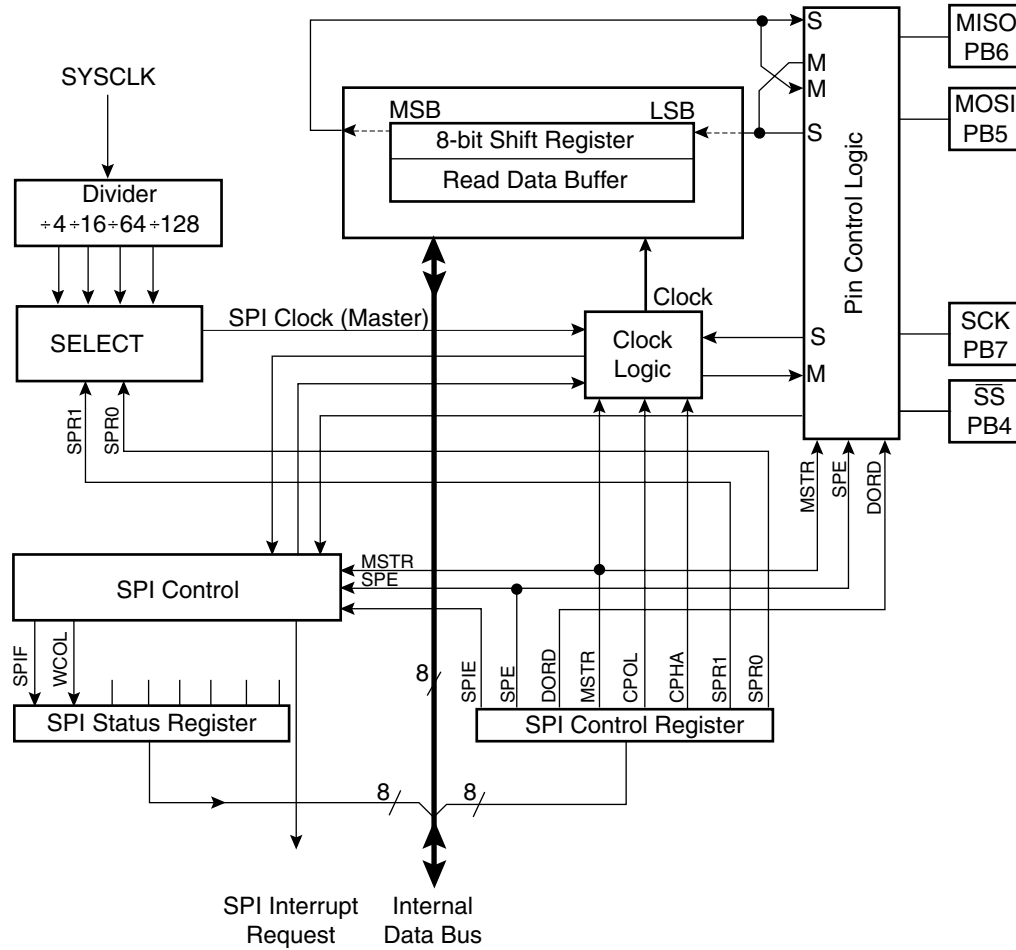 SYSCLK
Divider
÷4÷16÷64÷128
SELECT
SPI Clock (Master)
SPR1
SPR0
MSB
LSB
8-bit Shift Register
Read Data Buffer
Clock
Clock
Logic
S
M
M
S
S
M
Pin Control Logic
MISO
PB6
MOSI
PB5
SCK
PB7
SS
PB4
MSTR
SPE
DORD
SPI Control
MSTR
SPE
SPIF
WCOL
SPI Status Register
8
SPIE
SPE
DORD
MSTR
CPOL
CPHA
SPR1
SPR0
SPI Control Register
8
8
SPI Interrupt
Request
Internal
Data Bus